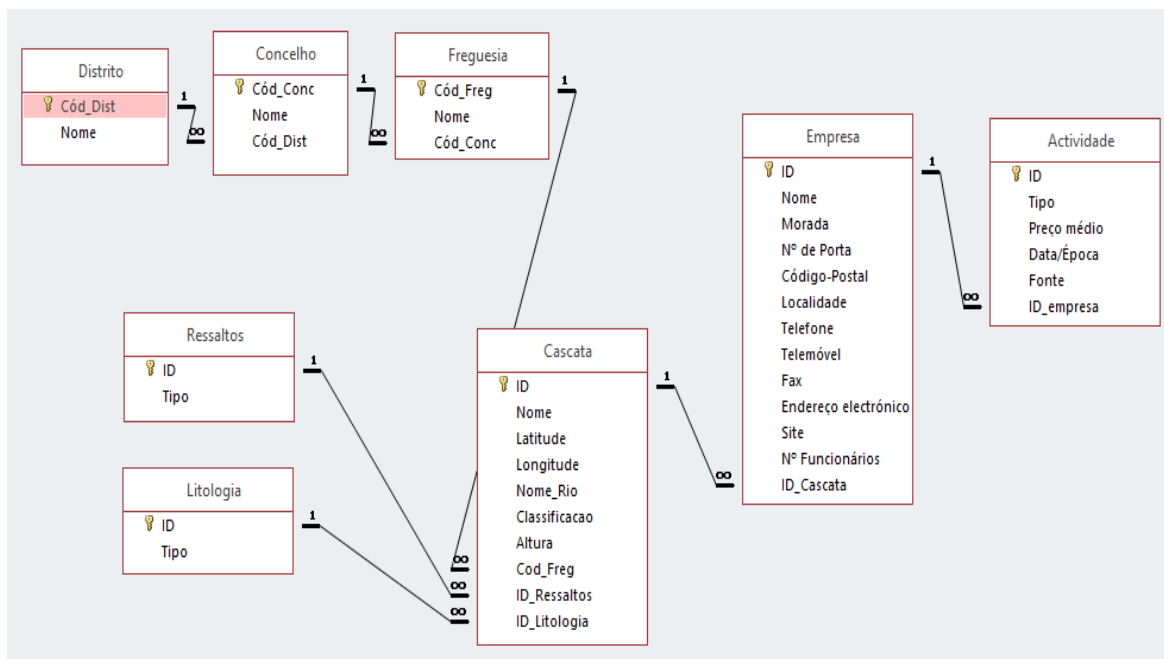 Distrito
Cód_Dist
Nome
1
∞
Concelho
Cód_Conc
Nome
Cód_Dist
1
∞
Freguesia
Cód_Freg
Nome
Cód_Conc
1
Empresa
ID
Nome
Morada
Nº de Porta
Código-Postal
Localidade
Telefone
Telemóvel
Fax
Endereço electrónico
Site
Nº Funcionários
ID_Cascata
1
∞
Actividade
ID
Tipo
Preço médio
Data/Época
Fonte
ID_empresa
Ressaltos
ID
Tipo
1
Litologia
ID
Tipo
1
Cascata
ID
Nome
Latitude
Longitude
Nome_Rio
Classificacao
Altura
Cod_Freg
ID_Ressaltos
ID_Litologia
∞
∞
∞
1
∞